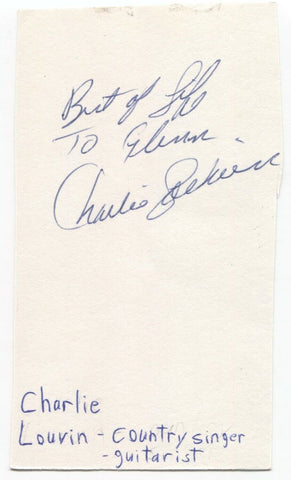 Best of Life
To Glenn -
Charlie Louvin
Charlie
Louvin - country singer
- guitarist